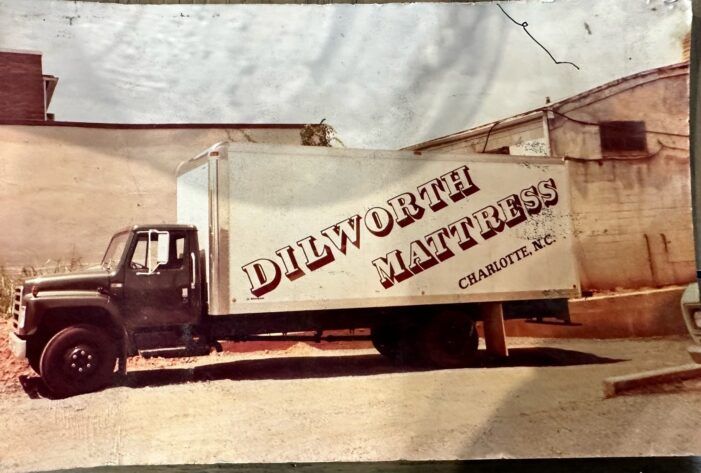 DILWORTH
MATTRESS
CHARLOTTE, N.C.